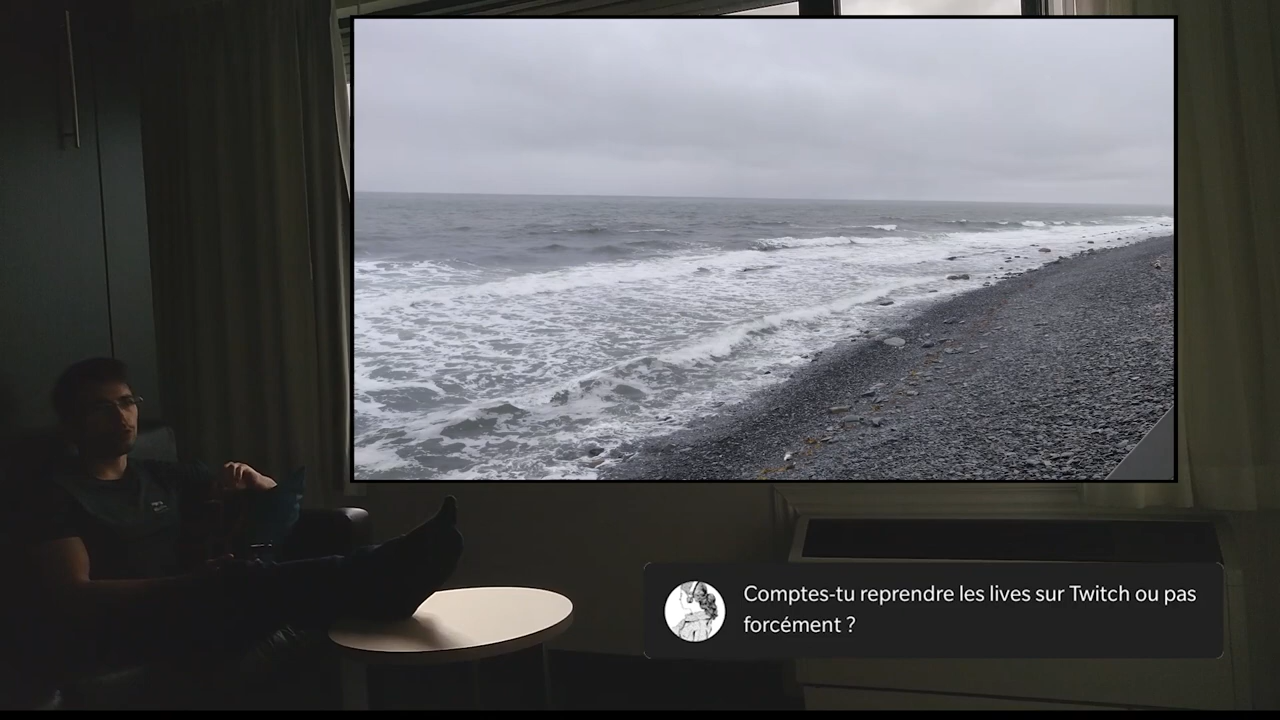 Comptes-tu reprendre les lives sur Twitch ou pas
forcément ?